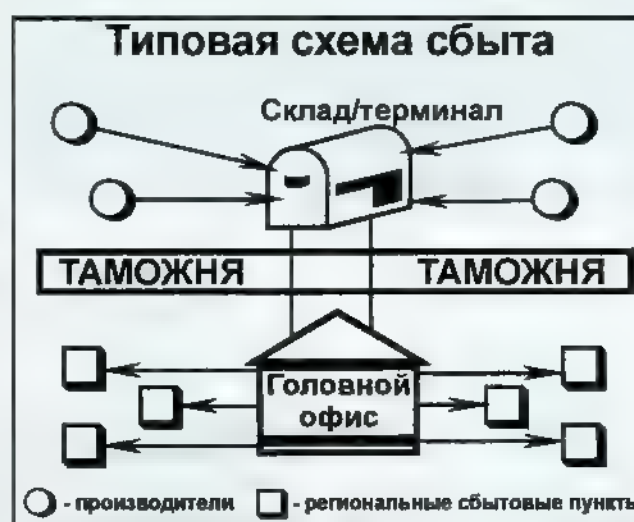 Типовая схема сбыта
Склад/терминал
ТАМОЖНЯ ТАМОЖНЯ
Головной
офис
- производители - региональные сбытовые пункты